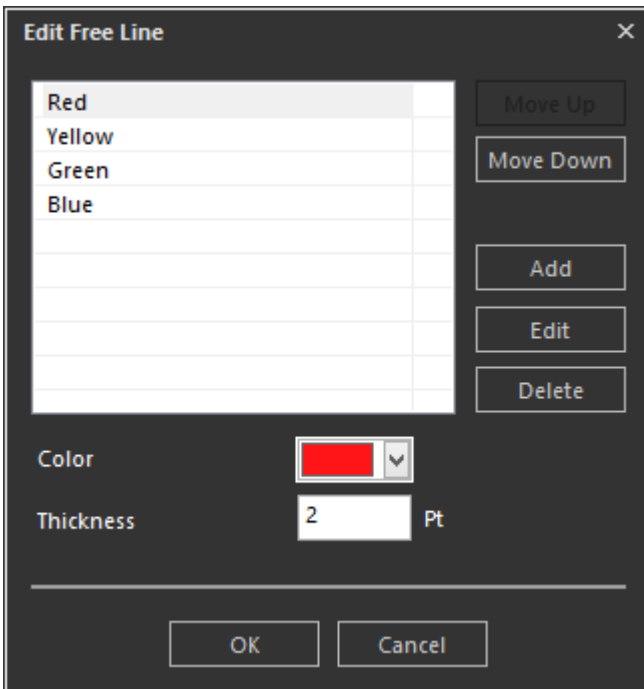 Edit Free Line
Red
Yellow
Green
Blue
Move Up
Move Down
Add
Edit
Delete
Color
Thickness 2 Pt
OK Cancel